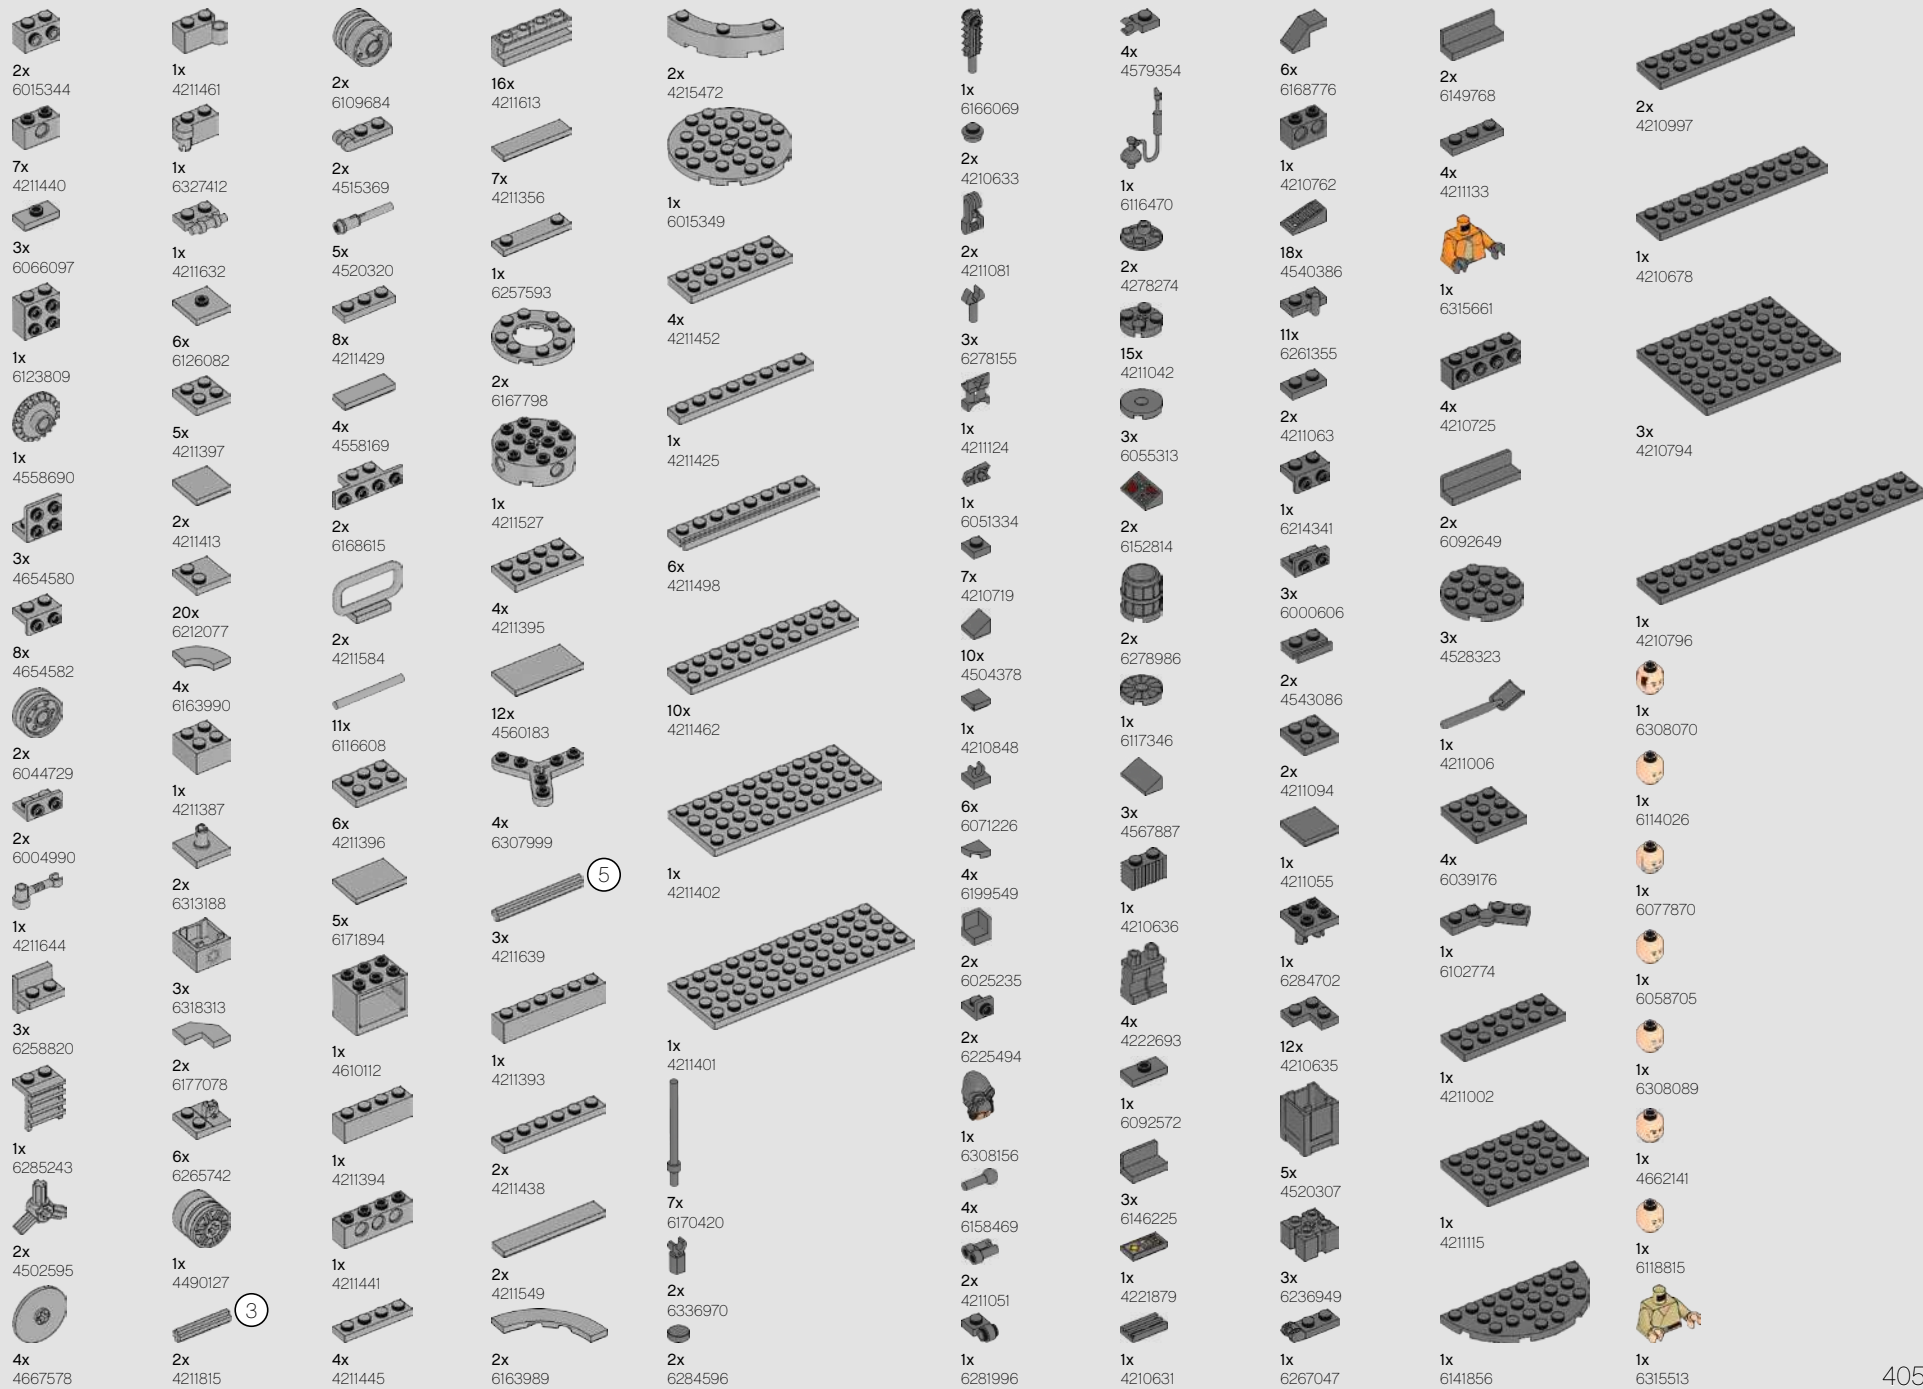 2x
6015344
7x
4211440
3x
6066097
1x
6123809
1x
4558690
3x
4654580
8x
4654582
2x
6044729
2x
6004990
1x
4211644
3x
6258820
1x
6285243
2x
4502595
4x
4667578
1x
4211461
1x
6327412
1x
4211632
6x
6126082
5x
4211397
2x
4211413
20x
6212077
4x
6163990
1x
4211387
2x
6313188
3x
6318313
2x
6177078
6x
6265742
1x
4490127
3
2x
4211815
2x
6109684
2x
4515369
5x
4520320
8x
4211429
4x
4558169
2x
6168615
2x
4211584
11x
6116608
6x
4211396
5x
6171894
1x
4610112
1x
4211394
1x
4211441
4x
4211445
16x
4211613
7x
4211356
1x
6257593
2x
6167798
1x
4211527
4x
4211395
12x
4560183
4x
6307999
5
3x
4211639
1x
4211393
2x
4211438
2x
4211549
2x
6163989
2x
4215472
1x
6015349
4x
4211452
1x
4211425
6x
4211498
10x
4211462
1x
4211402
1x
4211401
7x
6170420
2x
6336970
2x
6284596
1x
6166069
2x
4210633
2x
4211081
3x
6278155
1x
4211124
1x
6051334
7x
4210719
10x
4504378
1x
4210848
6x
6071226
4x
6199549
2x
6025235
2x
6225494
1x
6308156
4x
6158469
2x
4211051
1x
6281996
4x
4579354
1x
6116470
2x
4278274
15x
4211042
3x
6055313
2x
6152814
2x
6278986
1x
6117346
3x
4567887
1x
4210636
4x
4222693
1x
6092572
3x
6146225
1x
4221879
1x
4210631
6x
6168776
1x
4210762
18x
4540386
11x
6261355
2x
4211063
1x
6214341
3x
6000606
2x
4543086
2x
4211094
1x
4211055
1x
6284702
12x
4210635
5x
4520307
3x
6236949
1x
6267047
2x
6149768
4x
4211133
1x
6315661
4x
4210725
2x
6092649
3x
4528323
1x
4211006
4x
6039176
1x
6102774
1x
4211002
1x
4211115
1x
6141856
2x
4210997
1x
4210678
3x
4210794
1x
4210796
1x
6308070
1x
6114026
1x
6077870
1x
6058705
1x
6308089
1x
4662141
1x
6118815
1x
6315513
405